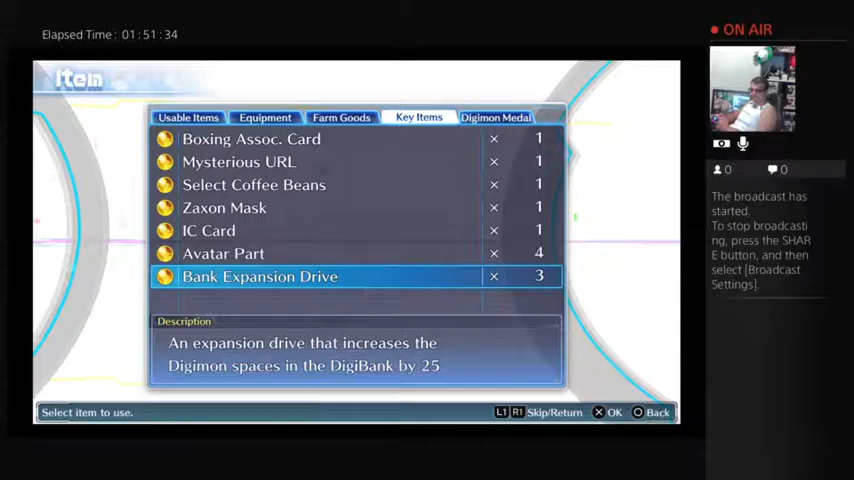 Elapsed Time : 01:51:34
ON AIR
Item
Usable Items Equipment Farm Goods Key Items Digimon Medal
Boxing Assoc. Card × 1
Mysterious URL × 1
Select Coffee Beans × 1
Zaxon Mask × 1
IC Card × 1
Avatar Part × 4
Bank Expansion Drive × 3
Description
An expansion drive that increases the
Digimon spaces in the DigiBank by 25
Select item to use. L1 R1 Skip/Return OK Back
0 0
The broadcast has
started.
To stop broadcasti
ng, press the SHAR
E button, and then
select [Broadcast
Settings].